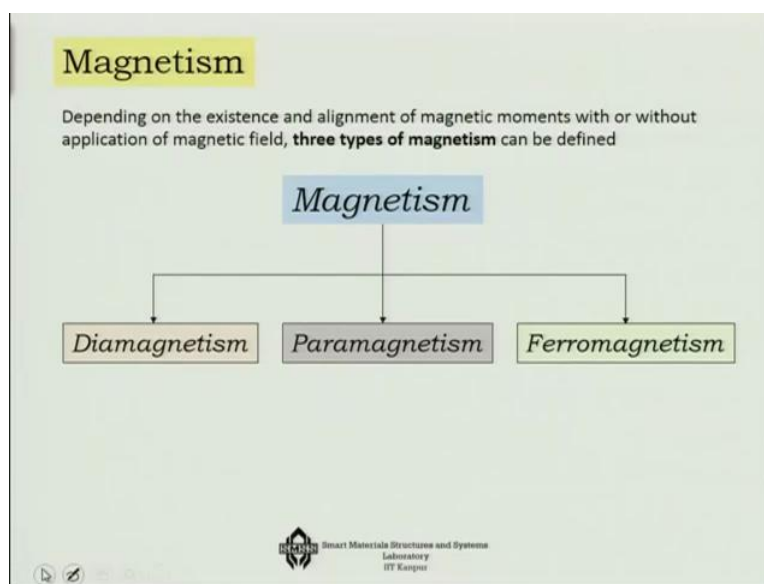 Magnetism
Depending on the existence and alignment of magnetic moments with or without
application of magnetic field, three types of magnetism can be defined
Magnetism
Diamagnetism
Paramagnetism
Ferromagnetism
Smart Materials Structures and Systems
Laboratory
IIT Kanpur